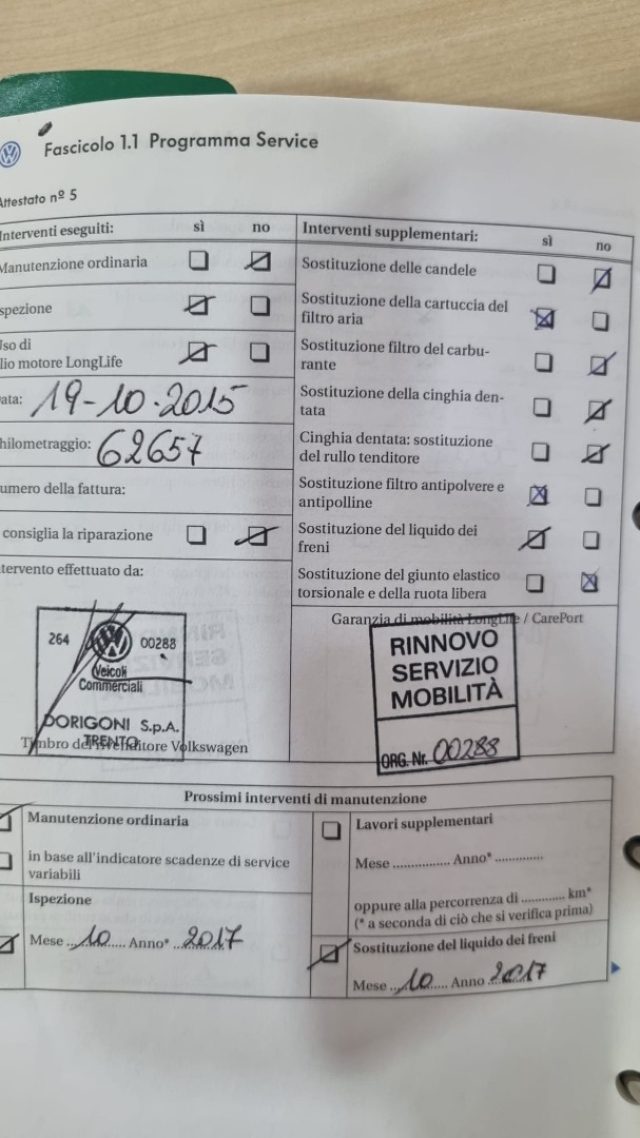 Fascicolo 1.1 Programma Service
Attestato nº 5
Interventi eseguiti: sì no
Manutenzione ordinaria
spezione
Uso di
lio motore LongLife
ata: 19-10.2015
hilometraggio: 62657
umero della fattura:
consiglia la riparazione
tervento effettuato da:
264 00288
Veicoli
Commerciali
DORIGONI S.p.A.
TRENTO
Timbro del rivenditore Volkswagen
Interventi supplementari: sì no
Sostituzione delle candele
Sostituzione della cartuccia del
filtro aria
Sostituzione filtro del carbu-
rante
Sostituzione della cinghia den-
tata
Cinghia dentata: sostituzione
del rullo tenditore
Sostituzione filtro antipolvere e
antipolline
Sostituzione del liquido dei
freni
Sostituzione del giunto elastico
torsionale e della ruota libera
Garanzia di mobilità LongLife / CarePort
RINNOVO
SERVIZIO
MOBILITÀ
ORG. Nr. 00288
Prossimi interventi di manutenzione
Manutenzione ordinaria
in base all'indicatore scadenze di service
variabili
Ispezione
Mese ..10...... Anno* ..2017
Lavori supplementari
Mese ................ Anno* .............
oppure alla percorrenza di ............ km*
(* a seconda di ciò che si verifica prima)
Sostituzione del liquido dei freni
Mese ....10...... Anno 2017